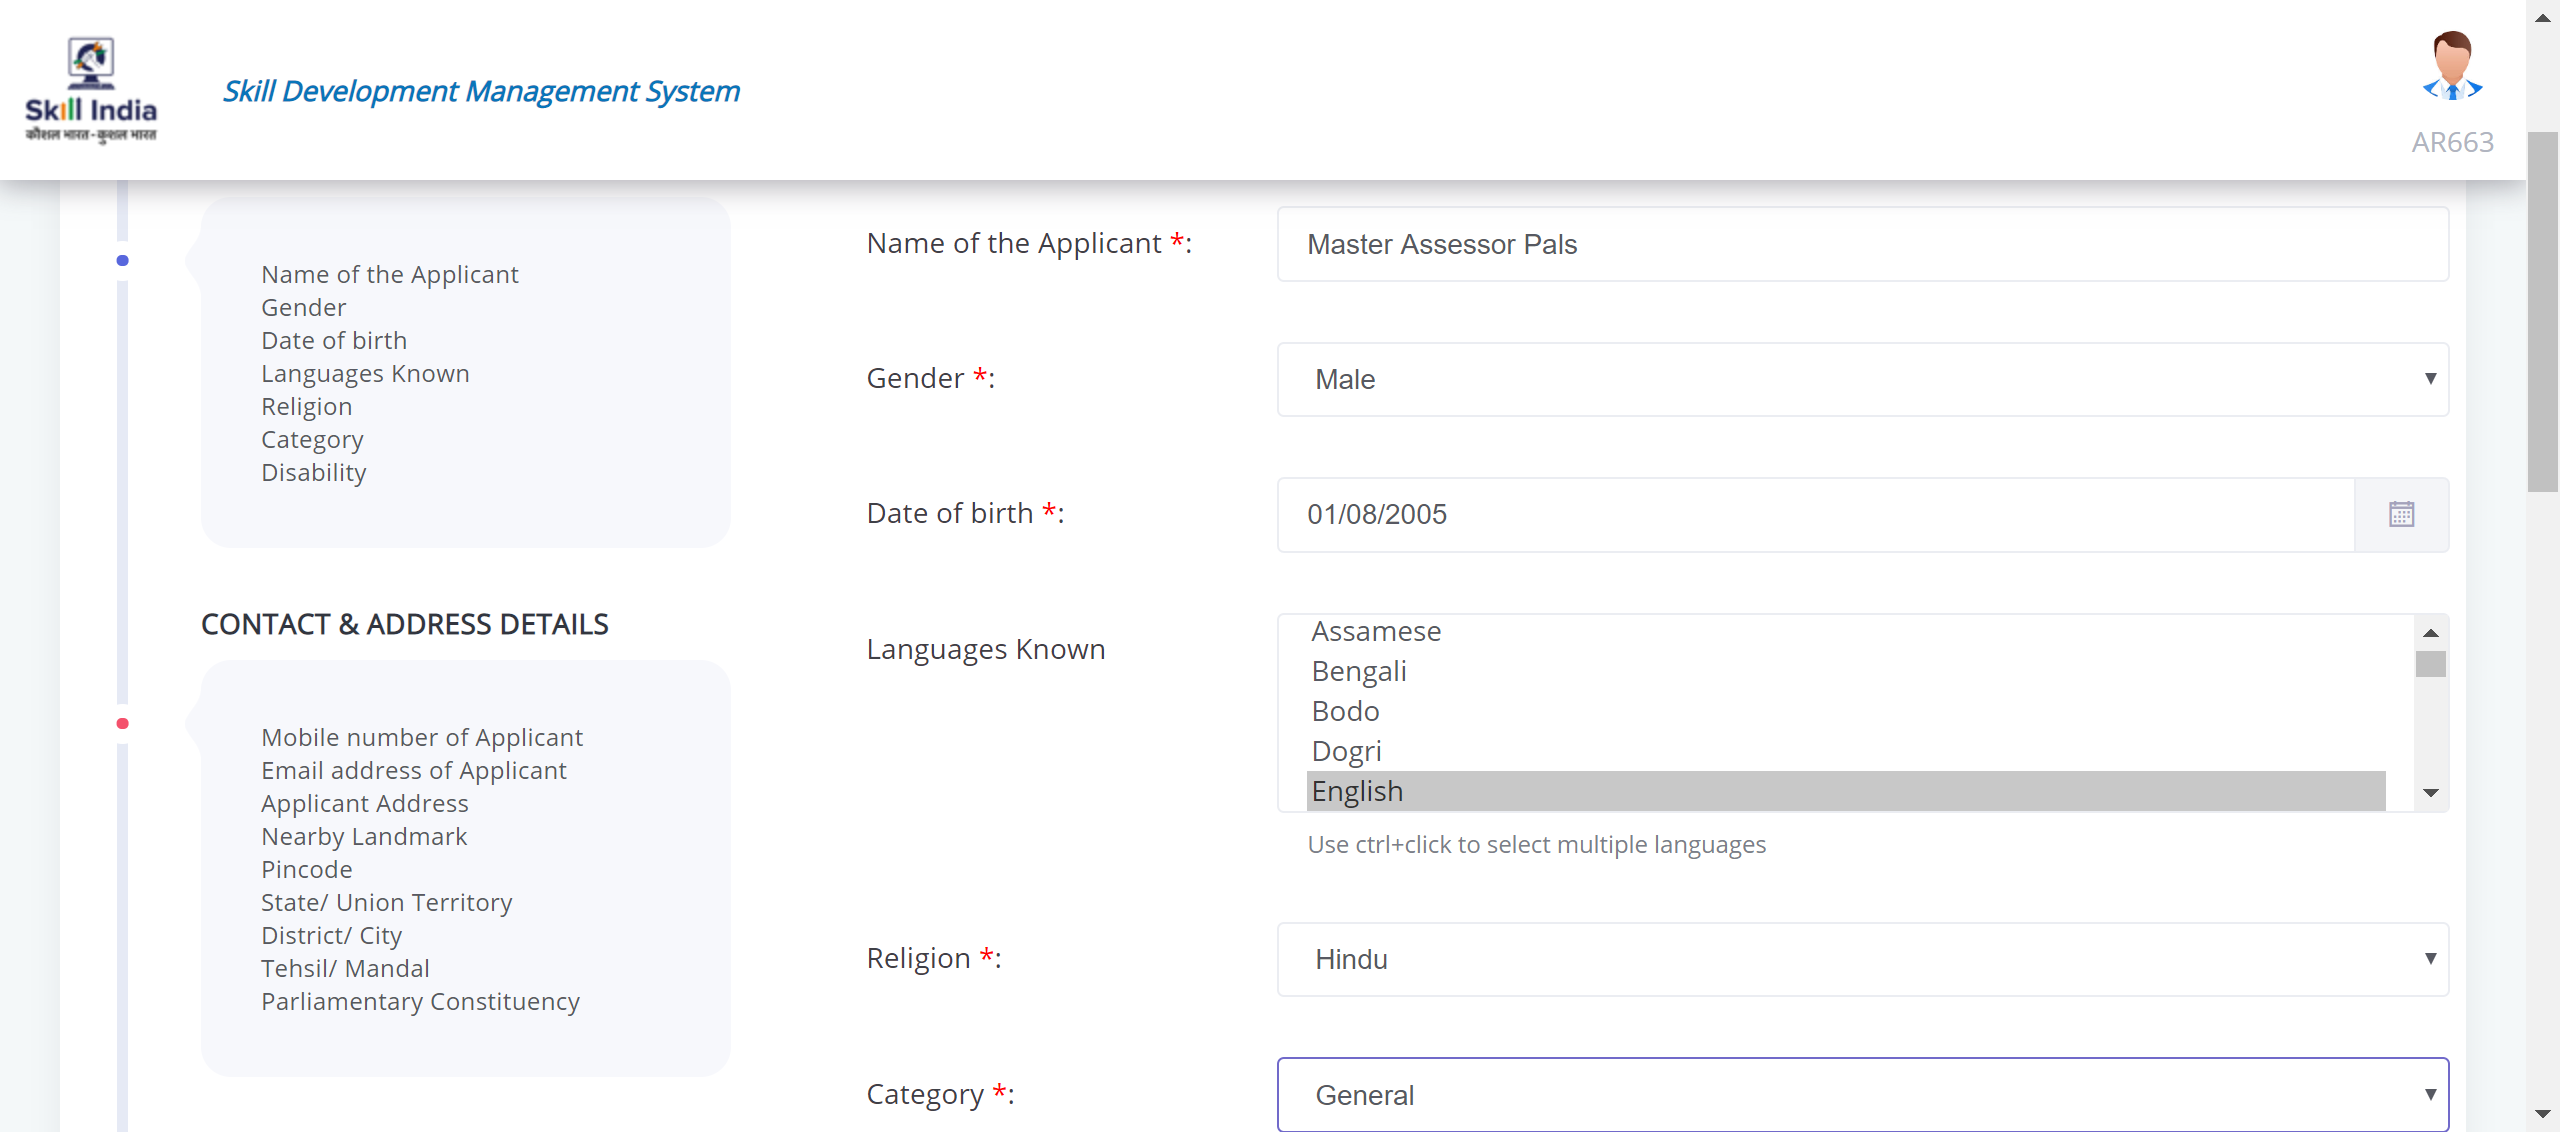 Skill India
कौशल भारत-कुशल भारत
Skill Development Management System
AR663
Name of the Applicant
Gender
Date of birth
Languages Known
Religion
Category
Disability
CONTACT & ADDRESS DETAILS
Mobile number of Applicant
Email address of Applicant
Applicant Address
Nearby Landmark
Pincode
State/ Union Territory
District/ City
Tehsil/ Mandal
Parliamentary Constituency
Name of the Applicant *: Master Assessor Pals
Gender *: Male
Date of birth *: 01/08/2005
Languages Known
Assamese
Bengali
Bodo
Dogri
English
Use ctrl+click to select multiple languages
Religion *: Hindu
Category *: General